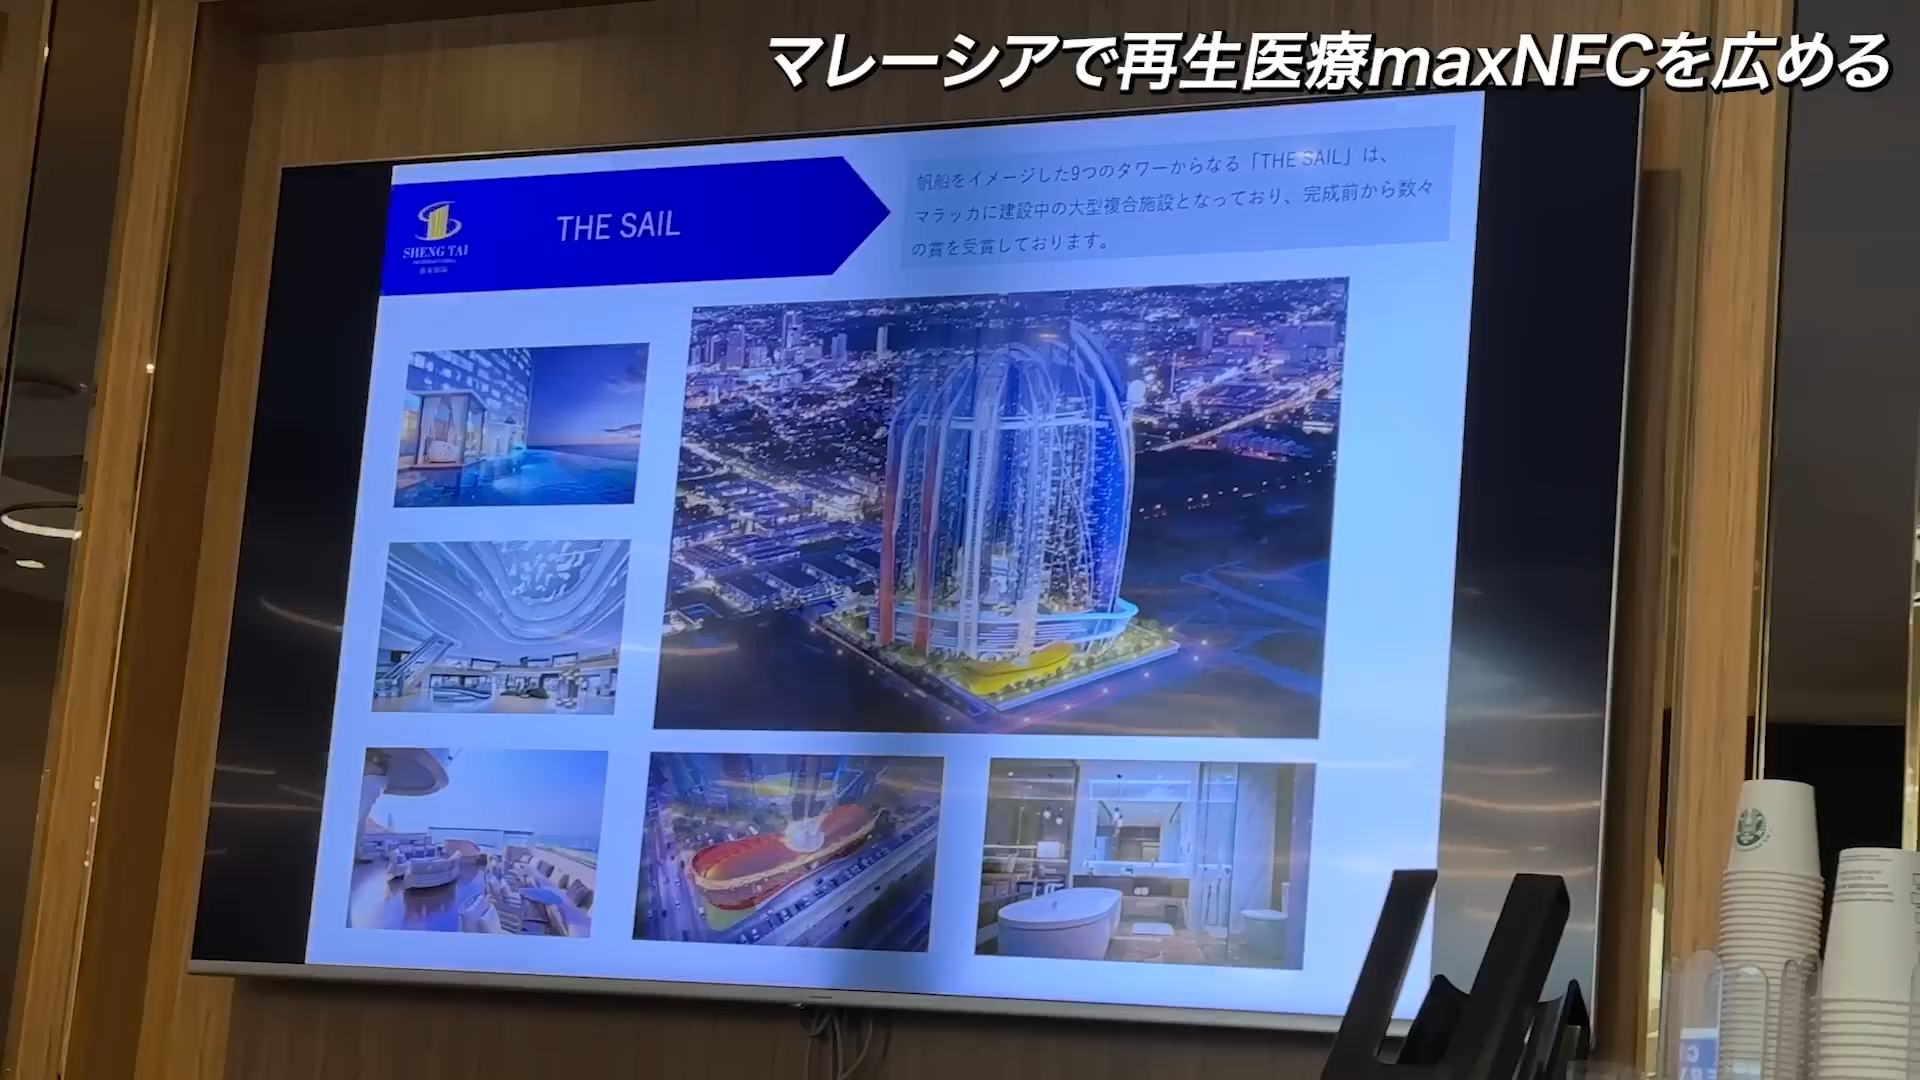 マレーシアで再生医療maxNFCを広める
帆船をイメージした9つのタワーからなる「THE SAIL」は、
マラッカに建設中の大型複合施設となっており、完成前から数々
の賞を受賞しております。
THE SAIL
SHENG TAI